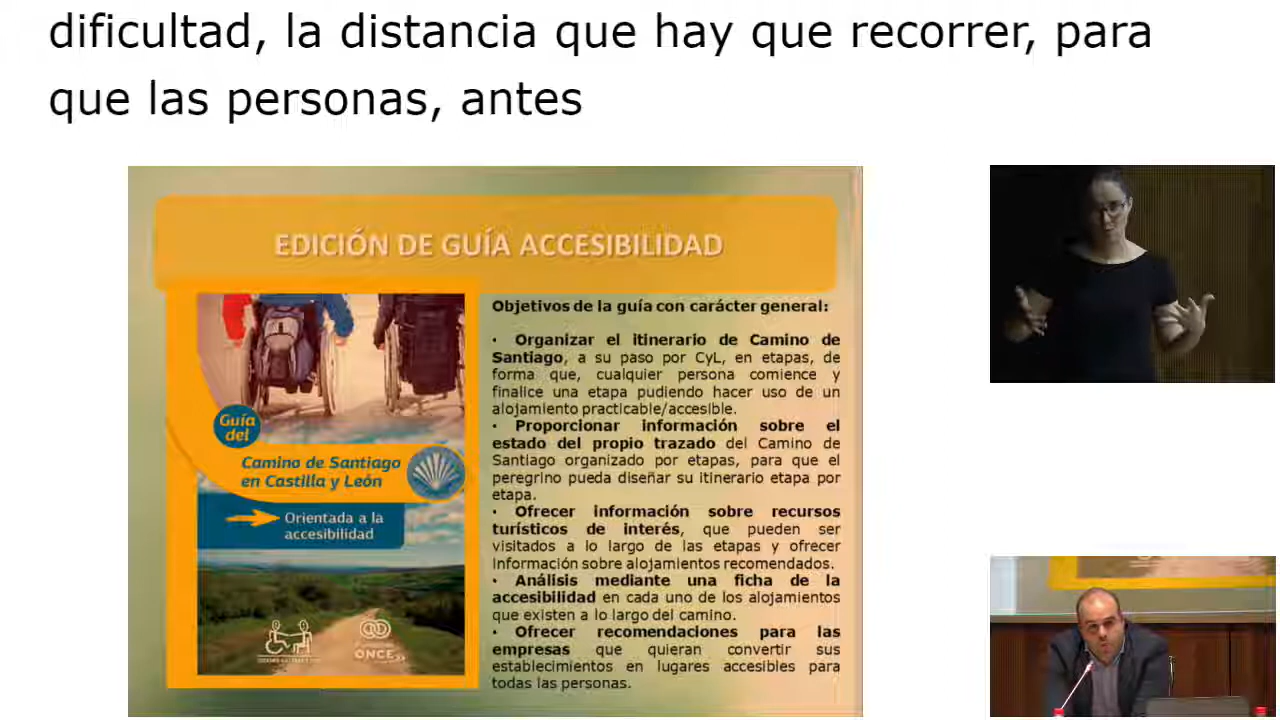 dificultad, la distancia que hay que recorrer, para
que las personas, antes
EDICIÓN DE GUÍA ACCESIBILIDAD
Guía
del
Camino de Santiago
en Castilla y León
Orientada a la
accesibilidad
ONCE
Objetivos de la guía con carácter general:
• Organizar el itinerario de Camino de
Santiago, a su paso por CyL, en etapas, de
forma que, cualquier persona comience y
finalice una etapa pudiendo hacer uso de un
alojamiento practicable/accesible.
• Proporcionar información sobre el
estado del propio trazado del Camino de
Santiago organizado por etapas, para que el
peregrino pueda diseñar su itinerario etapa por
etapa.
• Ofrecer información sobre recursos
turísticos de interés, que pueden ser
visitados a lo largo de las etapas y ofrecer
información sobre alojamientos recomendados.
• Análisis mediante una ficha de la
accesibilidad en cada uno de los alojamientos
que existen a lo largo del camino.
• Ofrecer recomendaciones para las
empresas que quieran convertir sus
establecimientos en lugares accesibles para
todas las personas.